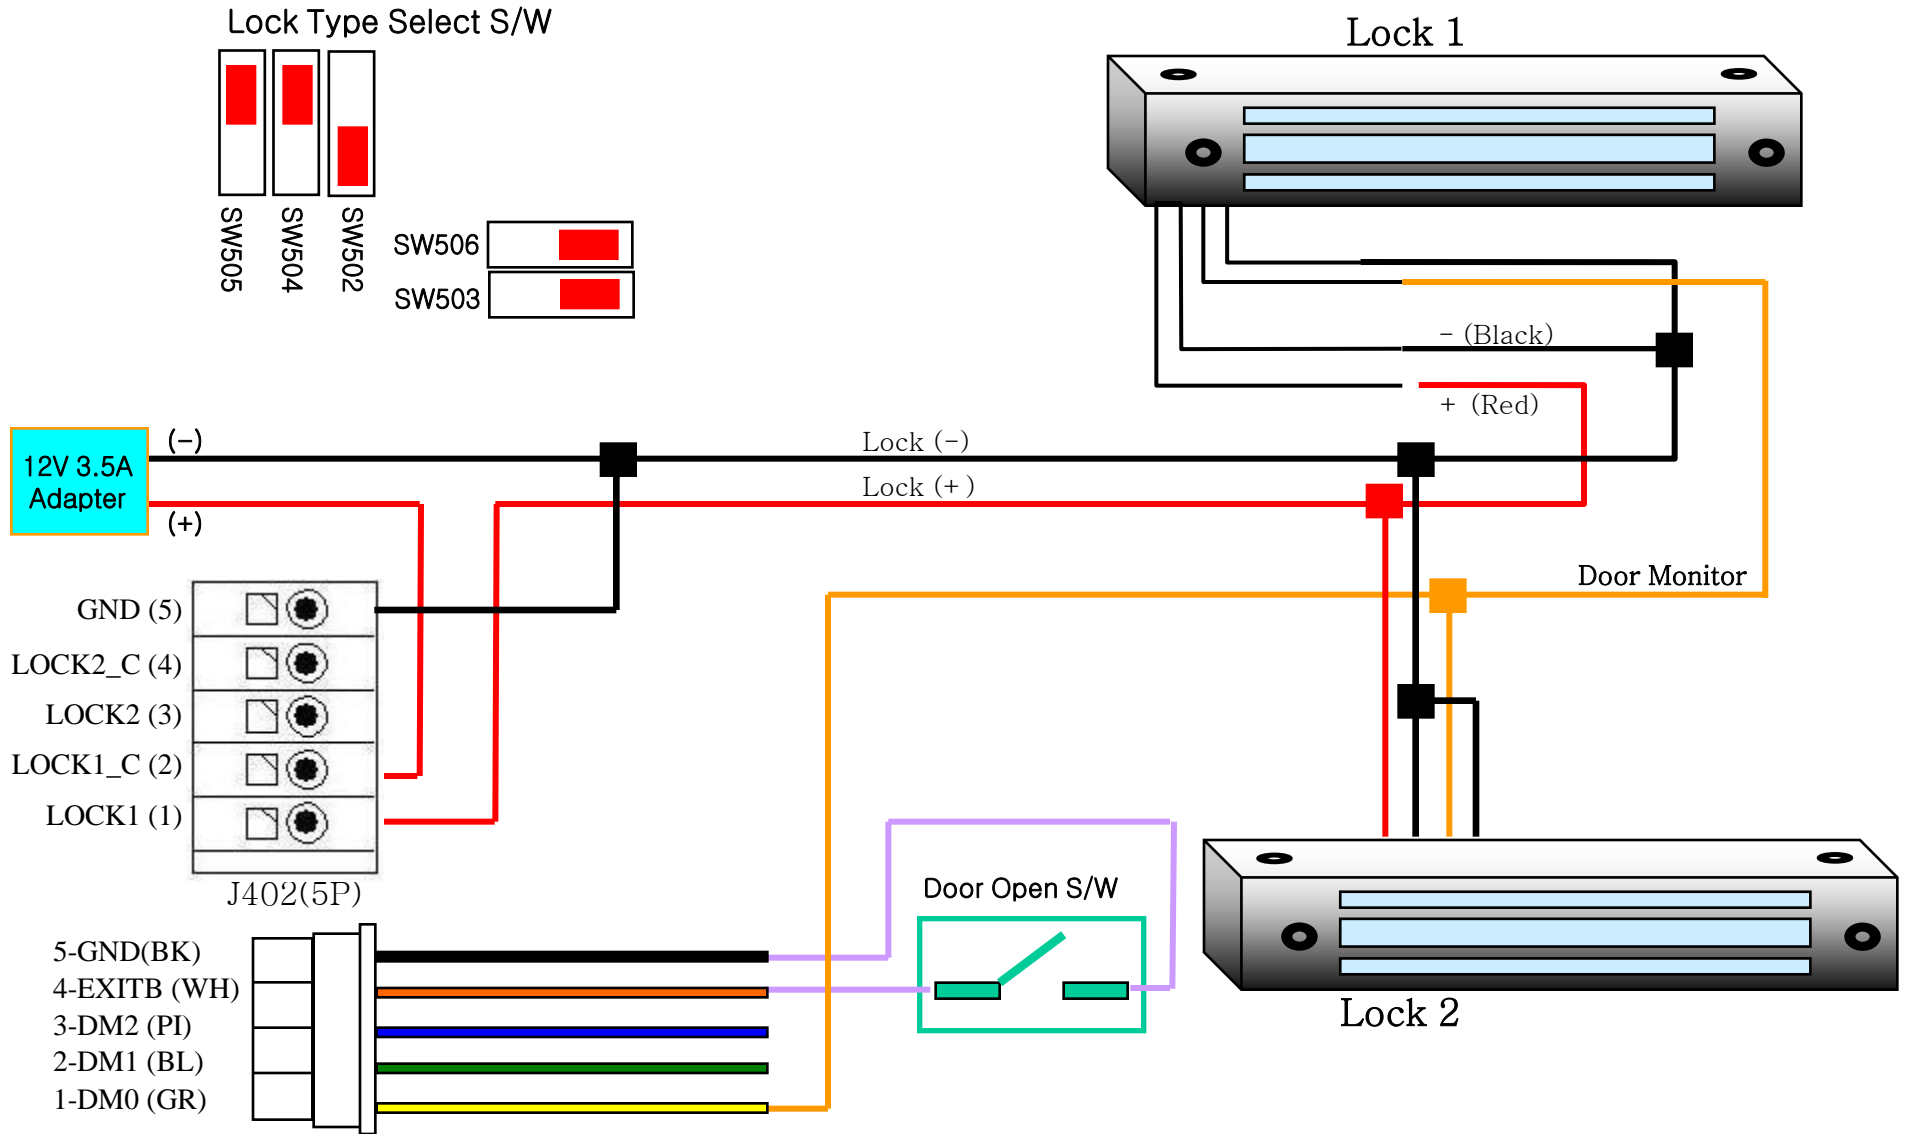 Lock Type Select S/W
SW505
SW504
SW502
SW506
SW503
Lock 1
- (Black)
+ (Red)
12V 3.5A
Adapter
(-)
(+)
Lock (-)
Lock (+)
Door Monitor
GND (5)
LOCK2_C (4)
LOCK2 (3)
LOCK1_C (2)
LOCK1 (1)
J402(5P)
Door Open S/W
5-GND(BK)
4-EXITB (WH)
3-DM2 (PI)
2-DM1 (BL)
1-DM0 (GR)
Lock 2